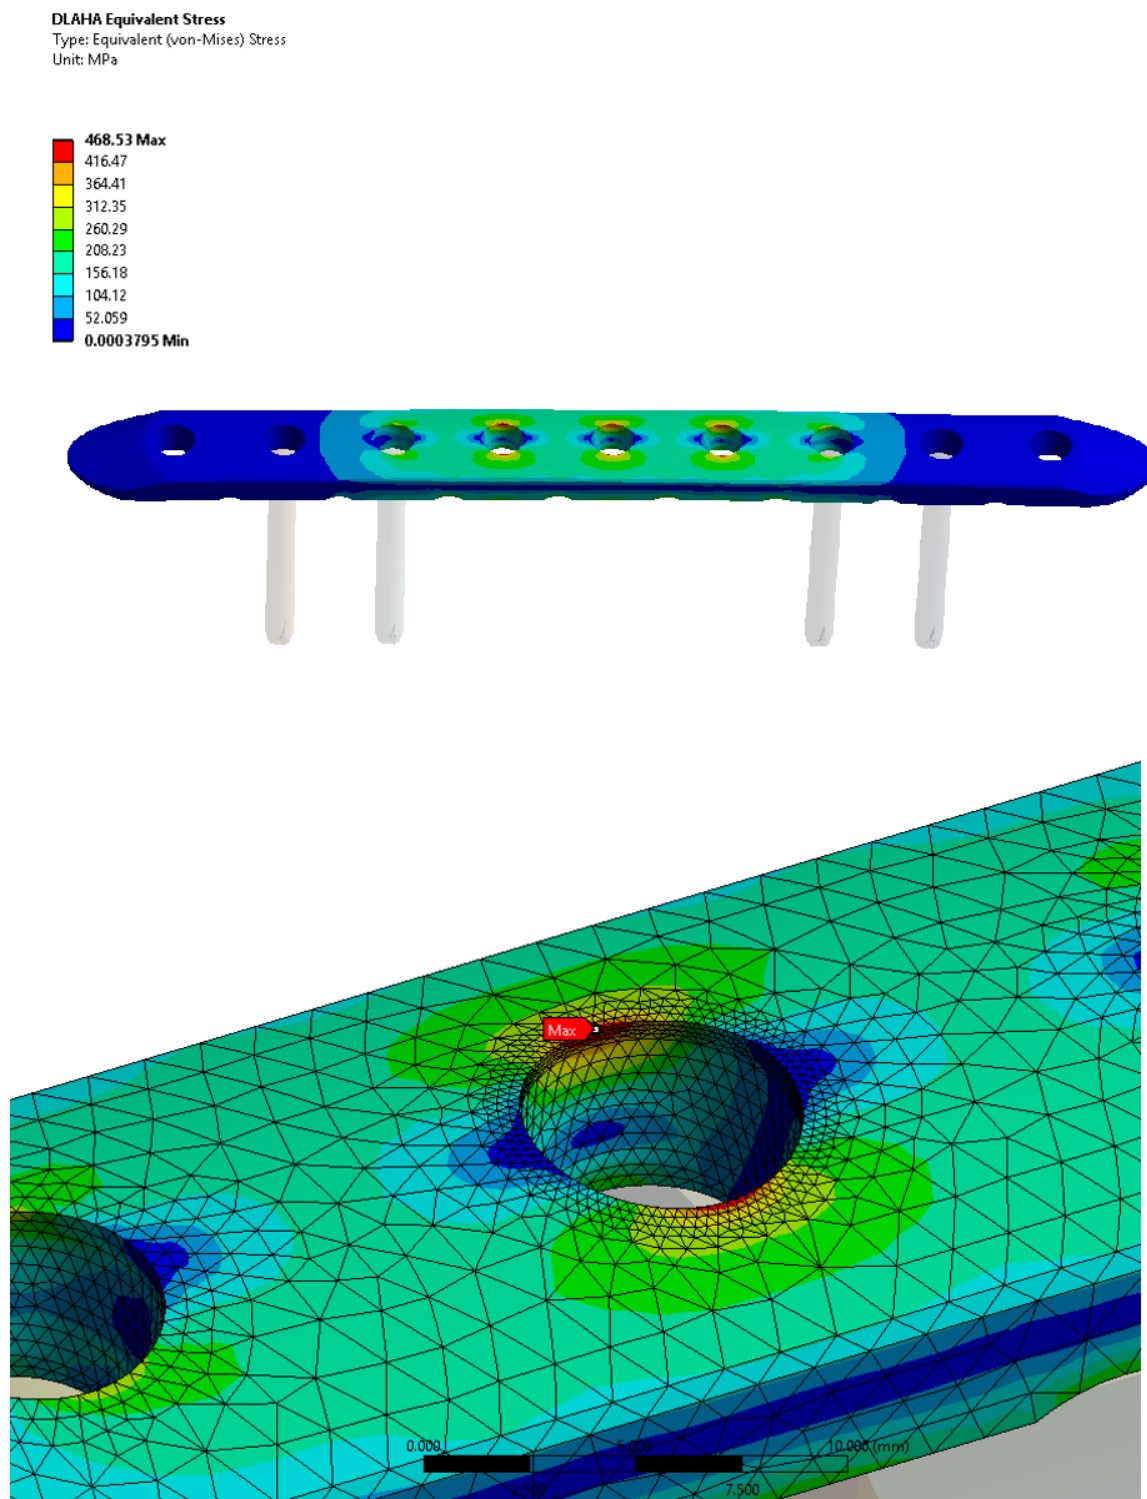 DLAHA Equivalent Stress
Type: Equivalent (von-Mises) Stress
Unit: MPa
468.53 Max
416.47
364.41
312.35
260.29
208.23
156.18
104.12
52.059
0.0003795 Min
Max
0.000 5.000 10.000 (mm)
2.500 7.500